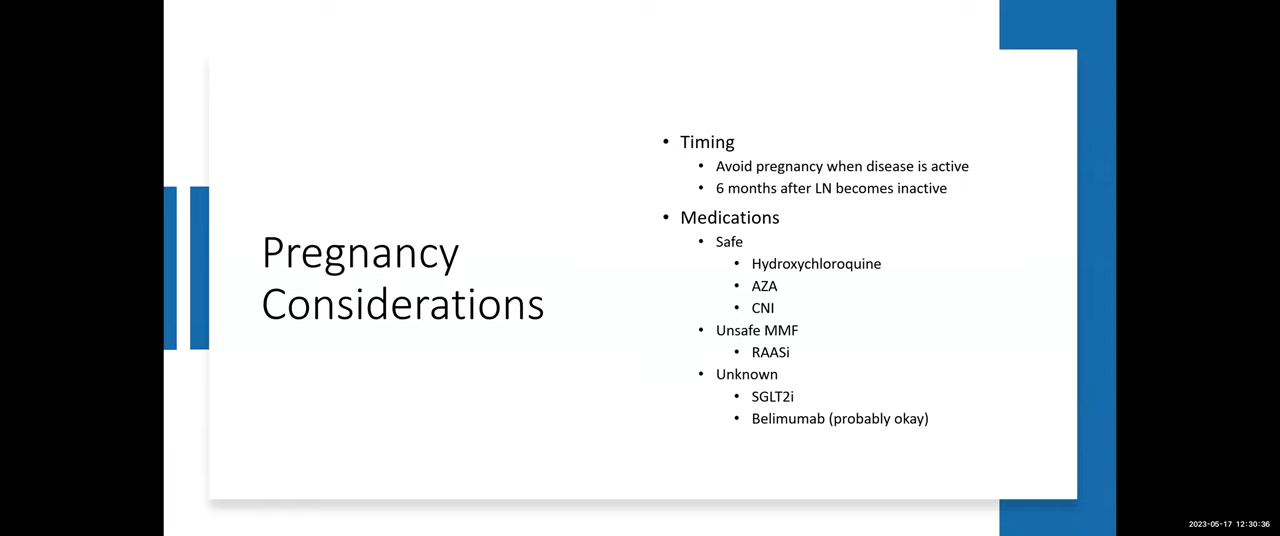 Pregnancy
Considerations
• Timing
• Avoid pregnancy when disease is active
• 6 months after LN becomes inactive
• Medications
• Safe
• Hydroxychloroquine
• AZA
• CNI
• Unsafe MMF
• RAASi
• Unknown
• SGLT2i
• Belimumab (probably okay)
2023-05-17 12:30:36